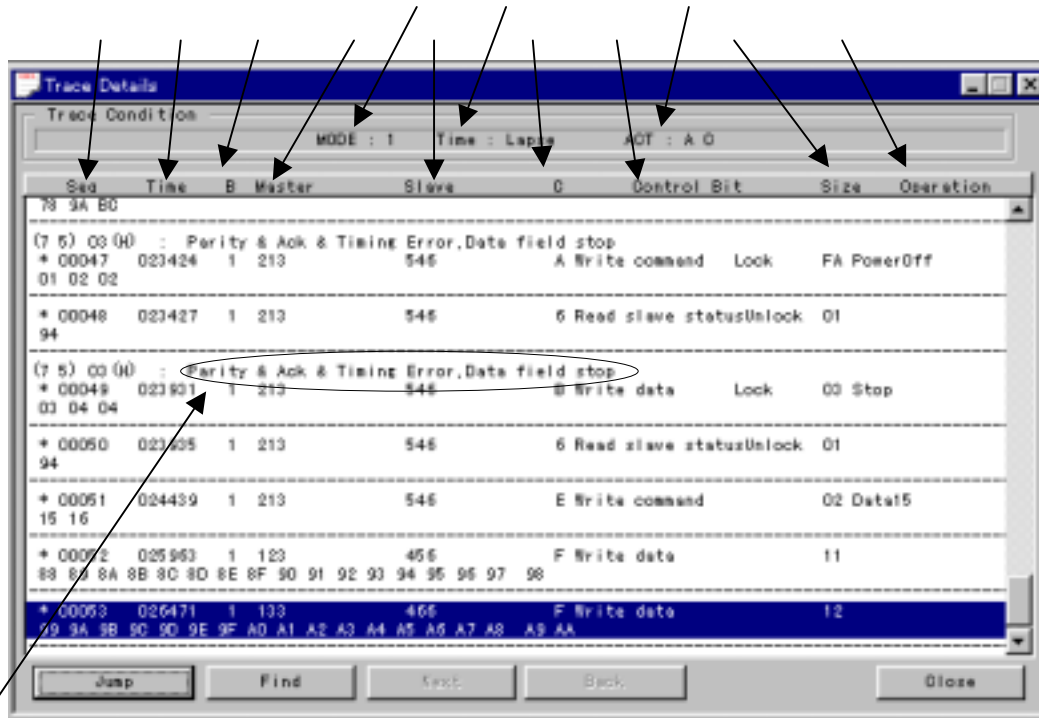 Trace Details
Trace Condition
MODE : 1 Time : Lapse ACT : A C
Seq Time B Master Slave C Control Bit Size Operation
78 9A BC
(7 5) 03(H) : Parity & Ack & Timing Error,Data field stop
* 00047 023424 1 213 546 A Write command Lock FA PowerOff
01 02 02
* 00048 023427 1 213 546 6 Read slave statusUnlock 01
94
(7 5) 03(H) : Parity & Ack & Timing Error,Data field stop
* 00049 023931 1 213 546 B Write data Lock 03 Stop
03 04 04
* 00050 023935 1 213 546 6 Read slave statusUnlock 01
94
* 00051 024439 1 213 546 E Write command 02 Data15
15 16
* 00052 025963 1 123 456 F Write data 11
88 89 8A 8B 8C 8D 8E 8F 90 91 92 93 94 95 96 97 98
* 00053 026471 1 133 466 F Write data 12
99 9A 9B 9C 9D 9E 9F A0 A1 A2 A3 A4 A5 A6 A7 A8 A9 AA
Jump Find Next Back Close